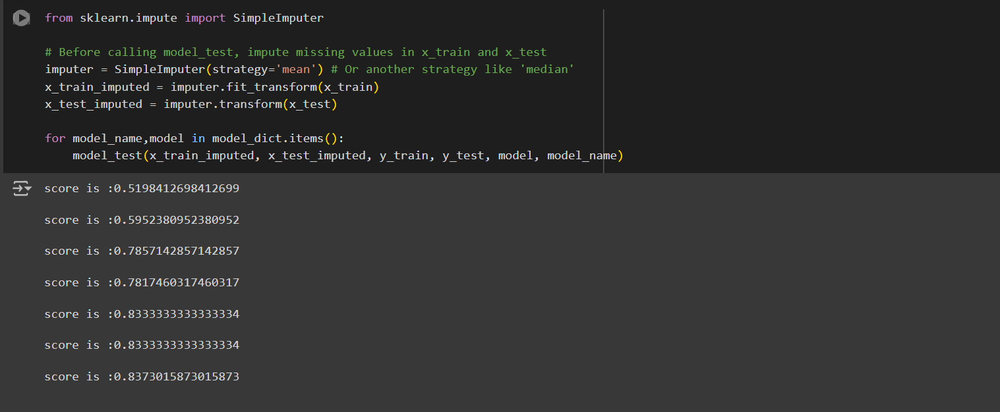 from sklearn.impute import SimpleImputer
# Before calling model_test, impute missing values in x_train and x_test
imputer = SimpleImputer(strategy='mean') # Or another strategy like 'median'
x_train_imputed = imputer.fit_transform(x_train)
x_test_imputed = imputer.transform(x_test)
for model_name,model in model_dict.items():
    model_test(x_train_imputed, x_test_imputed, y_train, y_test, model, model_name)
score is :0.5198412698412699
score is :0.5952380952380952
score is :0.7857142857142857
score is :0.7817460317460317
score is :0.8333333333333334
score is :0.8333333333333334
score is :0.8373015873015873